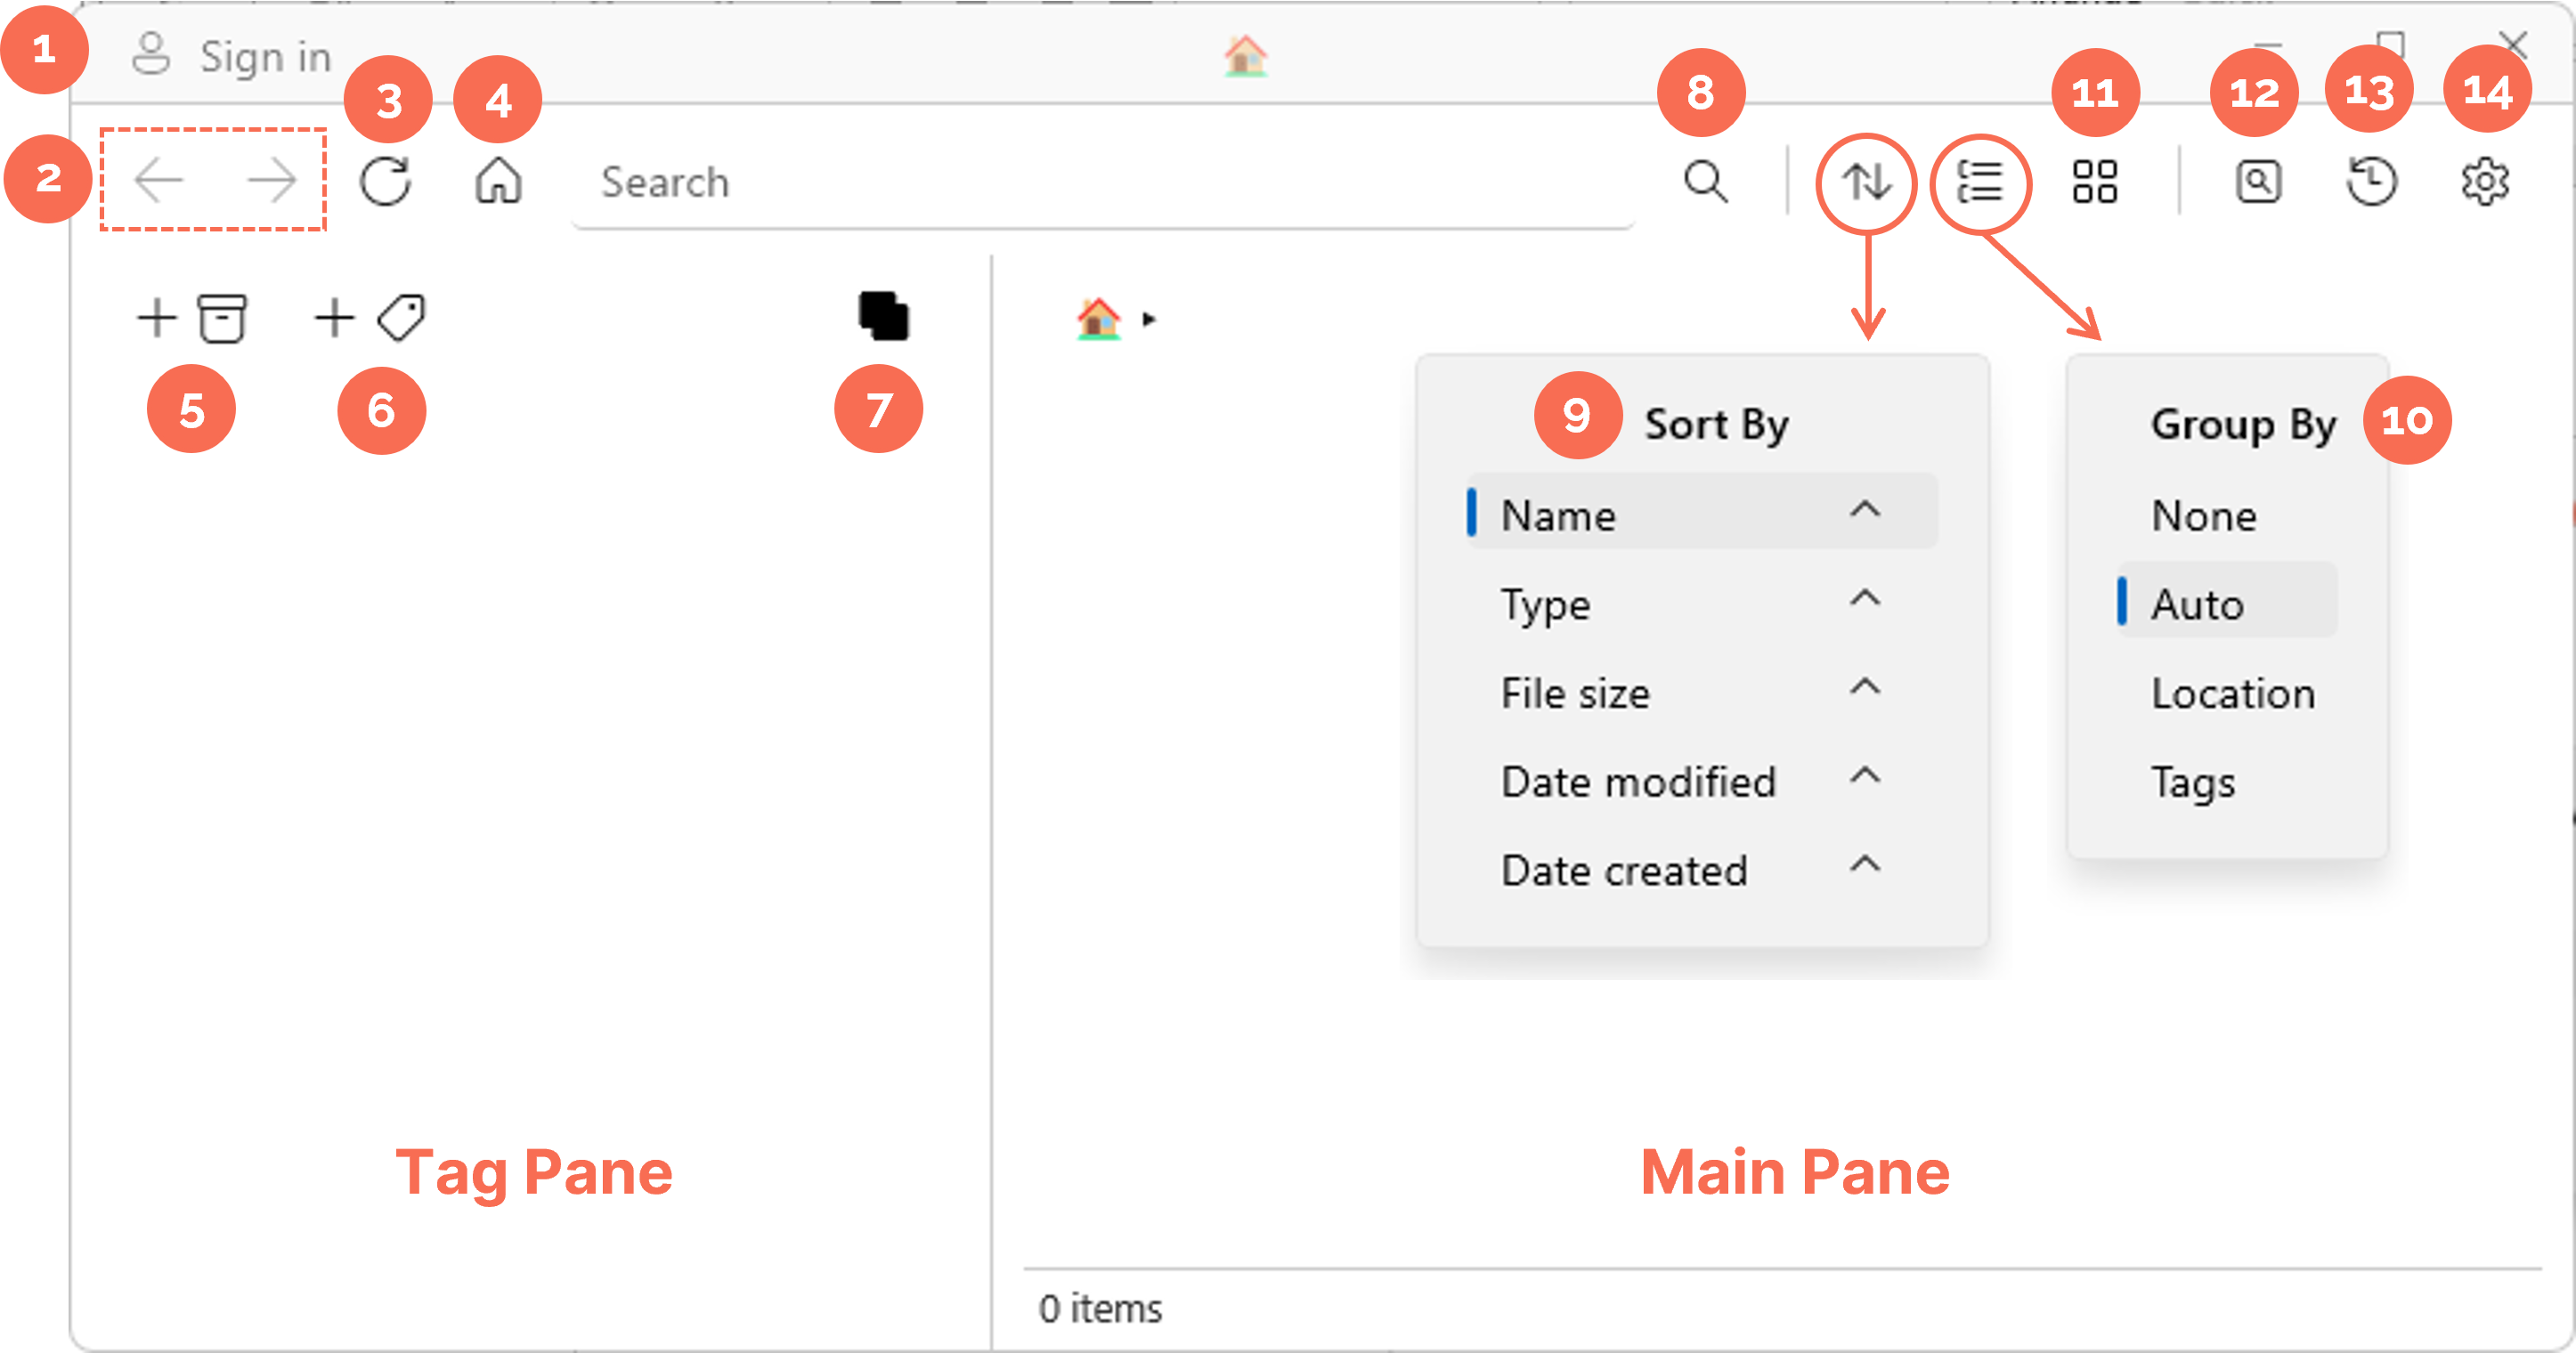 1
Sign in
2
3
4
Search
8
11
12
13
14
5
6
7
9
Sort By
Name
Type
File size
Date modified
Date created
Group By
10
None
Auto
Location
Tags
Tag Pane
Main Pane
0 items